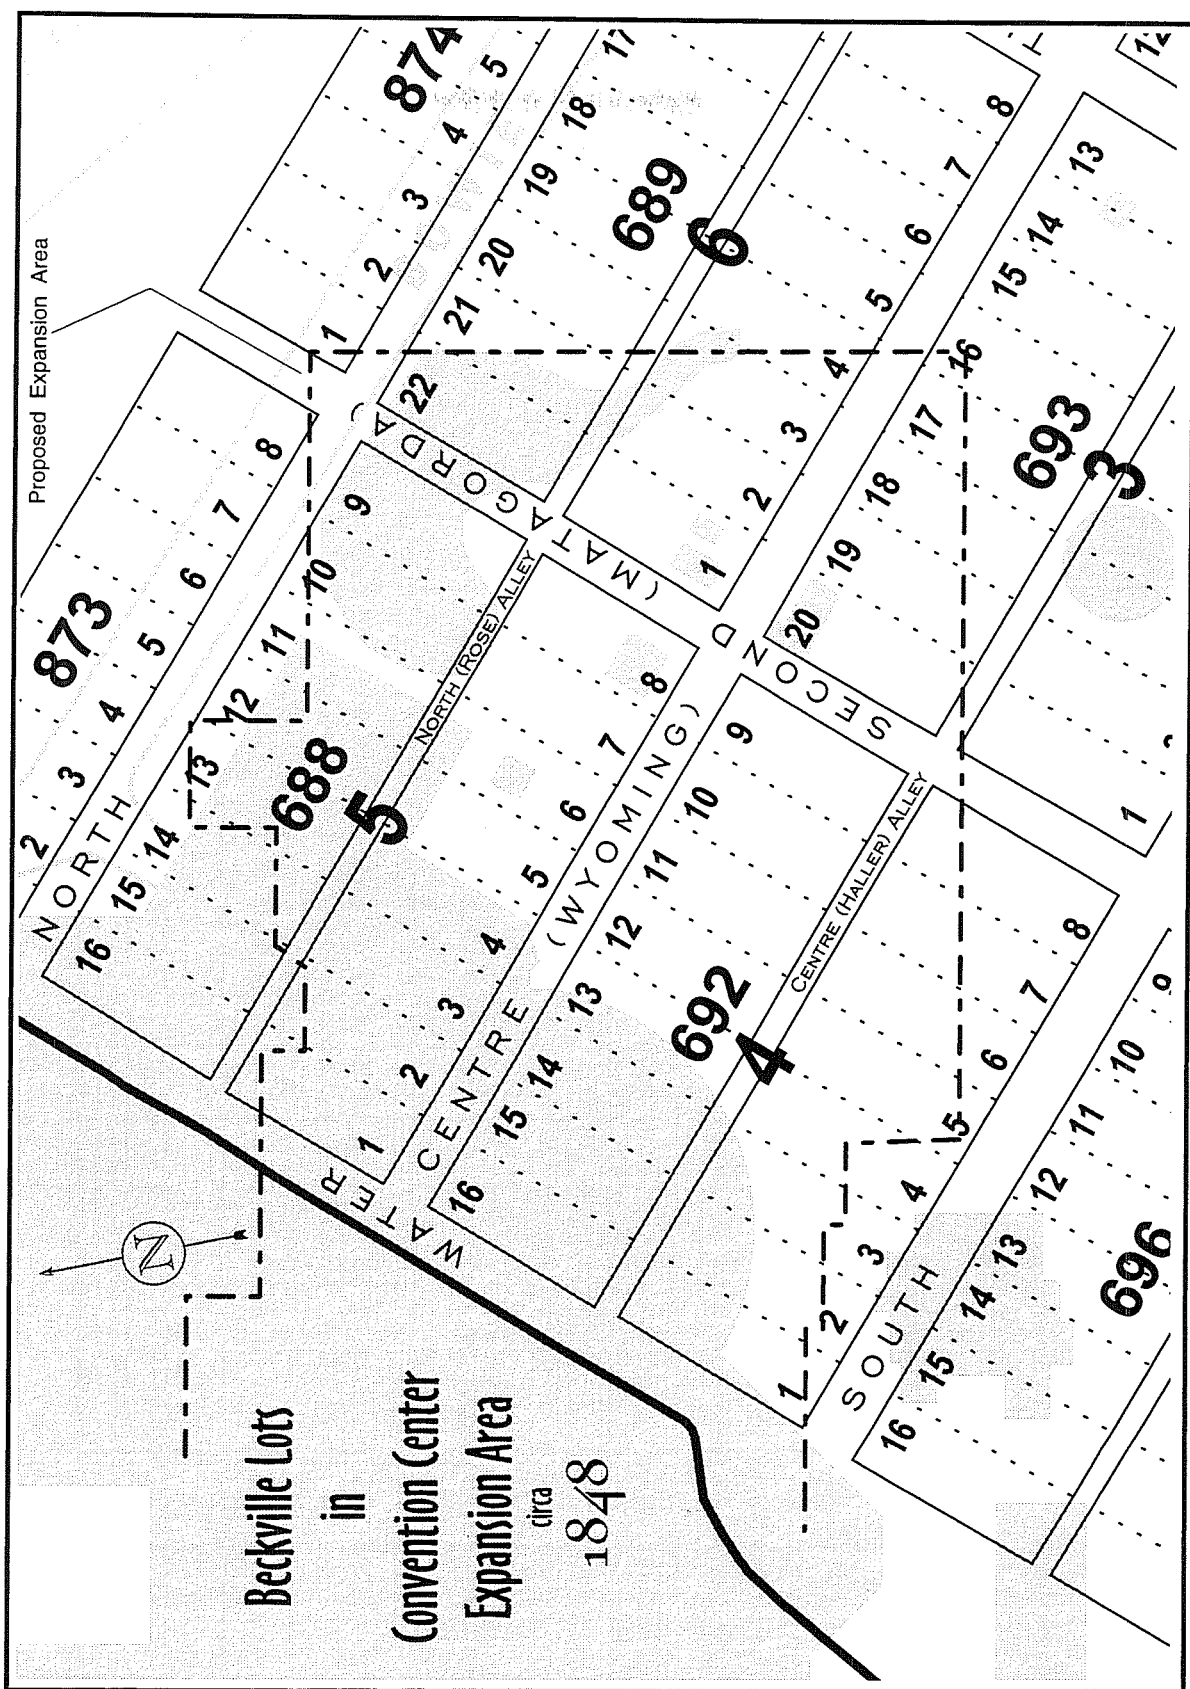 Proposed Expansion Area
Beckville Lots
in
Convention Center
Expansion Area
circa
1848
N
873
2 3 4 5 6 7 8
874
1 2 3 4 5
NORTH
688
5
16 15 14 13 12 11 10 9
NORTH (ROSE) ALLEY
1 2 3 4 5 6 7 8
689
6
22 21 20 19 18 17
1 2 3 4 5 6 7 8
WATER
CENTRE (WYOMING)
SECOND (MATAGORDA)
692
4
16 15 14 13 12 11 10 9
CENTRE (HALLER) ALLEY
1 2 3 4 5 6 7 8
693
3
20 19 18 17 16 15 14 13
1
12
SOUTH
696
16 15 14 13 12 11 10 9